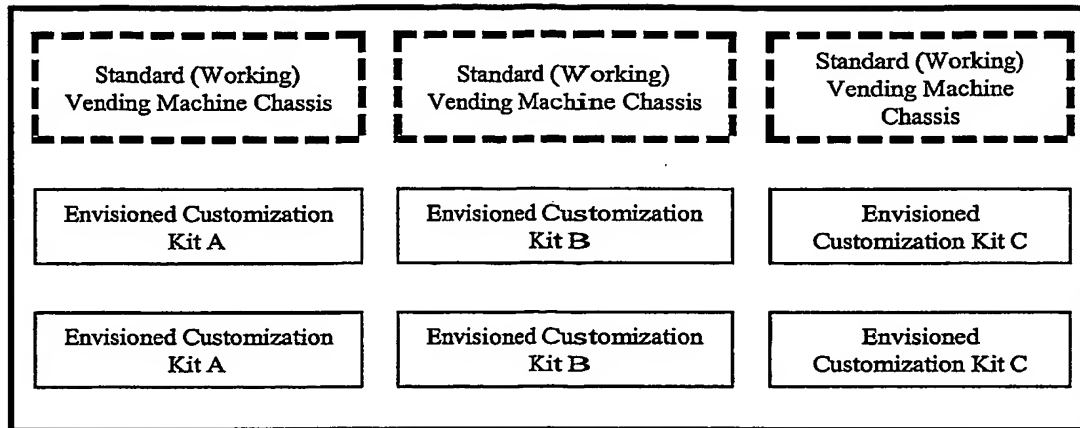 Standard (Working)
Vending Machine Chassis
Standard (Working)
Vending Machine Chassis
Standard (Working)
Vending Machine
Chassis
Envisioned Customization
Kit A
Envisioned Customization
Kit B
Envisioned
Customization Kit C
Envisioned Customization
Kit A
Envisioned Customization
Kit B
Envisioned
Customization Kit C